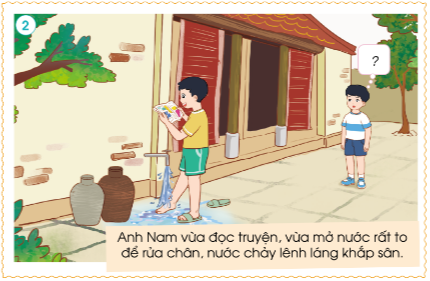 2
?
Anh Nam vừa đọc truyện, vừa mở nước rất to
để rửa chân, nước chảy lênh láng khắp sân.